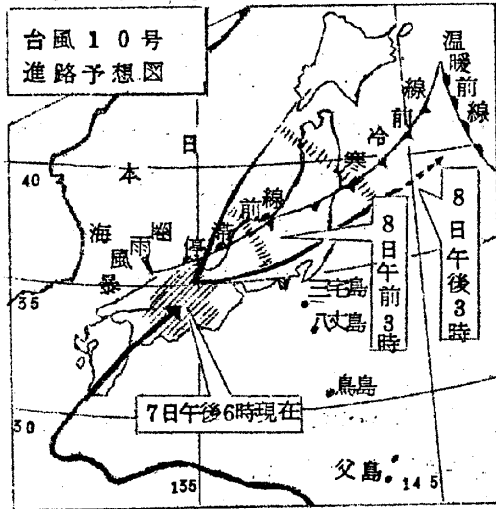 台風10号
進路予想図
温暖前線
寒冷前線
日本海
停滞前線
暴風雨圏
8日午前3時
8日午後3時
三宅島
八丈島
鳥島
父島
7日午後6時現在
40
35
30
135
145